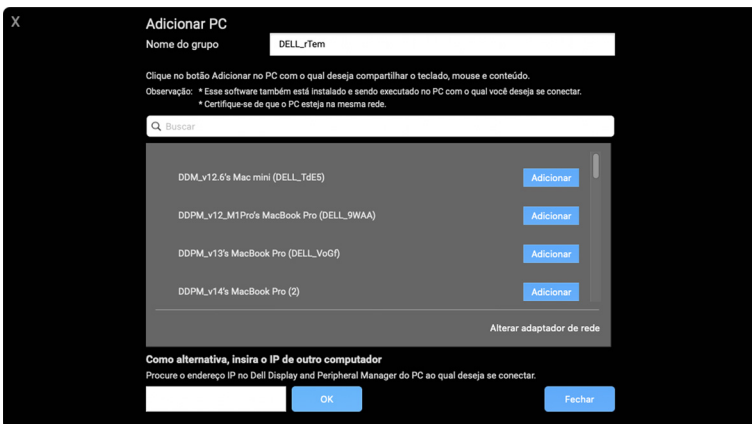 X
Adicionar PC
Nome do grupo DELL_rTem
Clique no botão Adicionar no PC com o qual deseja compartilhar o teclado, mouse e conteúdo.
Observação: * Esse software também está instalado e sendo executado no PC com o qual você deseja se conectar.
* Certifique-se de que o PC esteja na mesma rede.
Buscar
DDM_v12.6's Mac mini (DELL_TdE5) Adicionar
DDPM_v12_M1Pro's MacBook Pro (DELL_9WAA) Adicionar
DDPM_v13's MacBook Pro (DELL_VoGf) Adicionar
DDPM_v14's MacBook Pro (2) Adicionar
Alterar adaptador de rede
Como alternativa, insira o IP de outro computador
Procure o endereço IP no Dell Display and Peripheral Manager do PC ao qual deseja se conectar.
OK Fechar